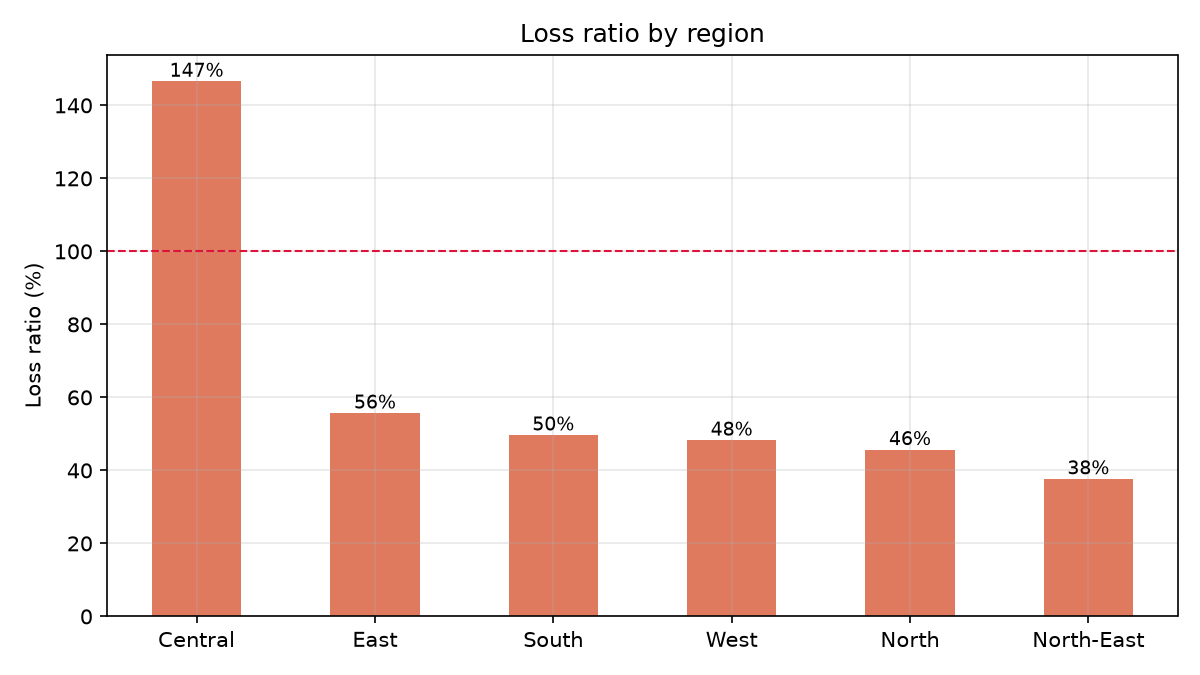 Loss ratio by region
Loss ratio (%)
140
120
100
80
60
40
20
0
147%
56%
50%
48%
46%
38%
Central
East
South
West
North
North-East